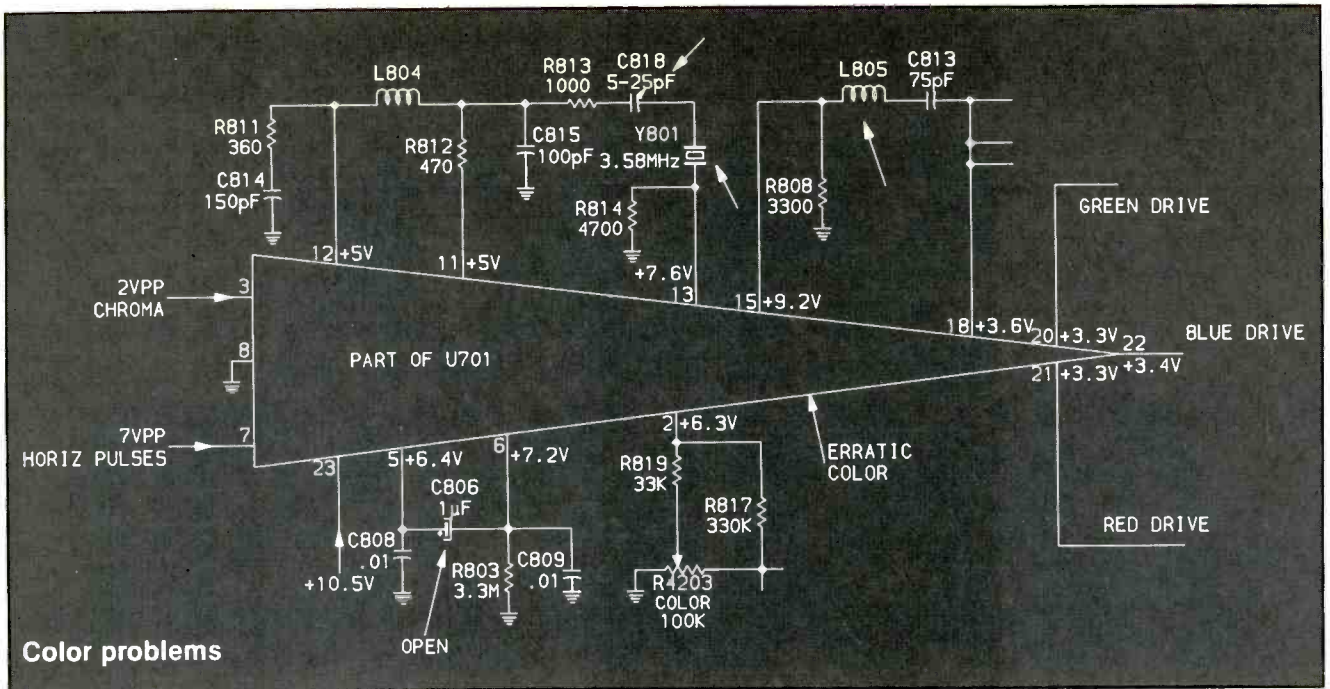 L804
R813
1000
C818
5-25pF
L805
C813
75pF
R811
360
R812
470
C815
100pF
Y801
3.58MHz
C814
150pF
R814
4700
R808
3300
GREEN DRIVE
12 +5V
11 +5V
+7.6V
13
15 +9.2V
18 +3.6V
20 +3.3V
22
+3.4V
BLUE DRIVE
2VPP
CHROMA
3
8
PART OF U701
21 +3.3V
7VPP
HORIZ PULSES
7
23
5 +6.4V
6 +7.2V
2 +6.3V
C806
1µF
R819
33K
R817
330K
ERRATIC
COLOR
RED DRIVE
C808
.01
R803
3.3M
C809
.01
+10.5V
R4203
COLOR
100K
OPEN
Color problems